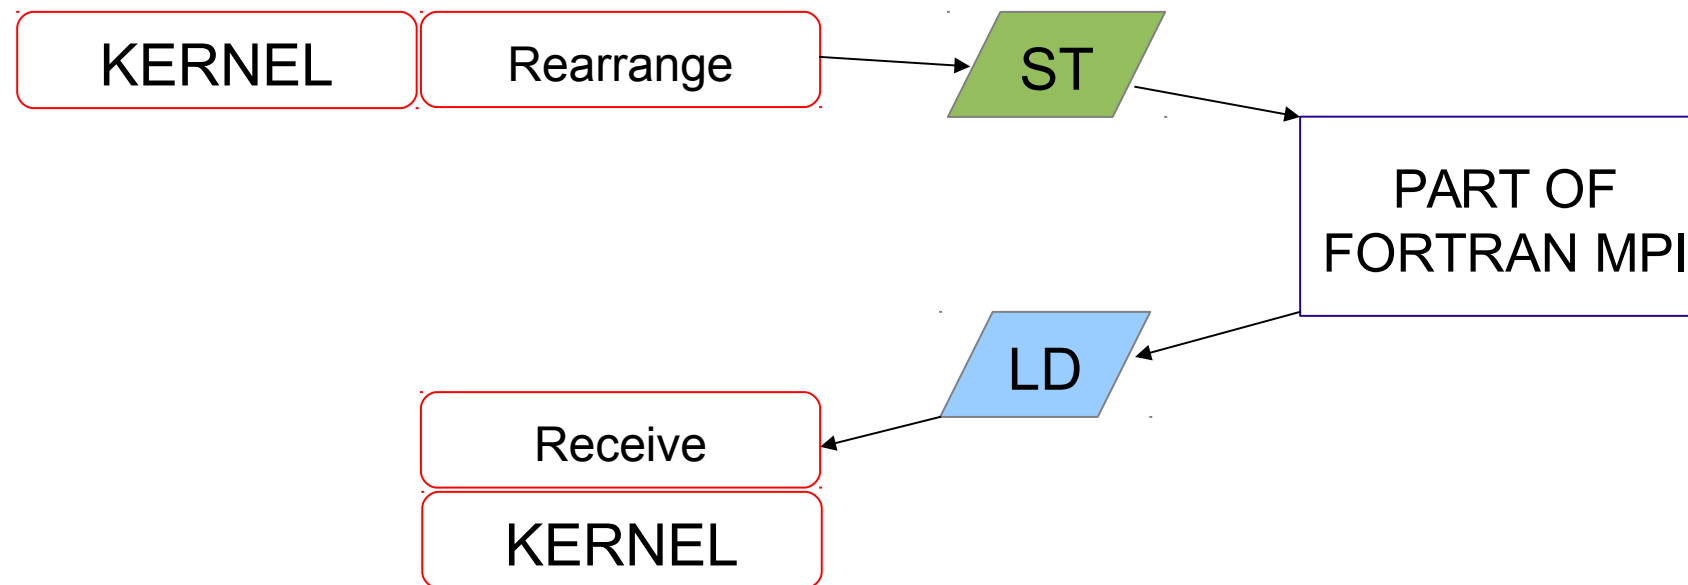 KERNEL
Rearrange
ST
PART OF
FORTRAN MPI
LD
Receive
KERNEL